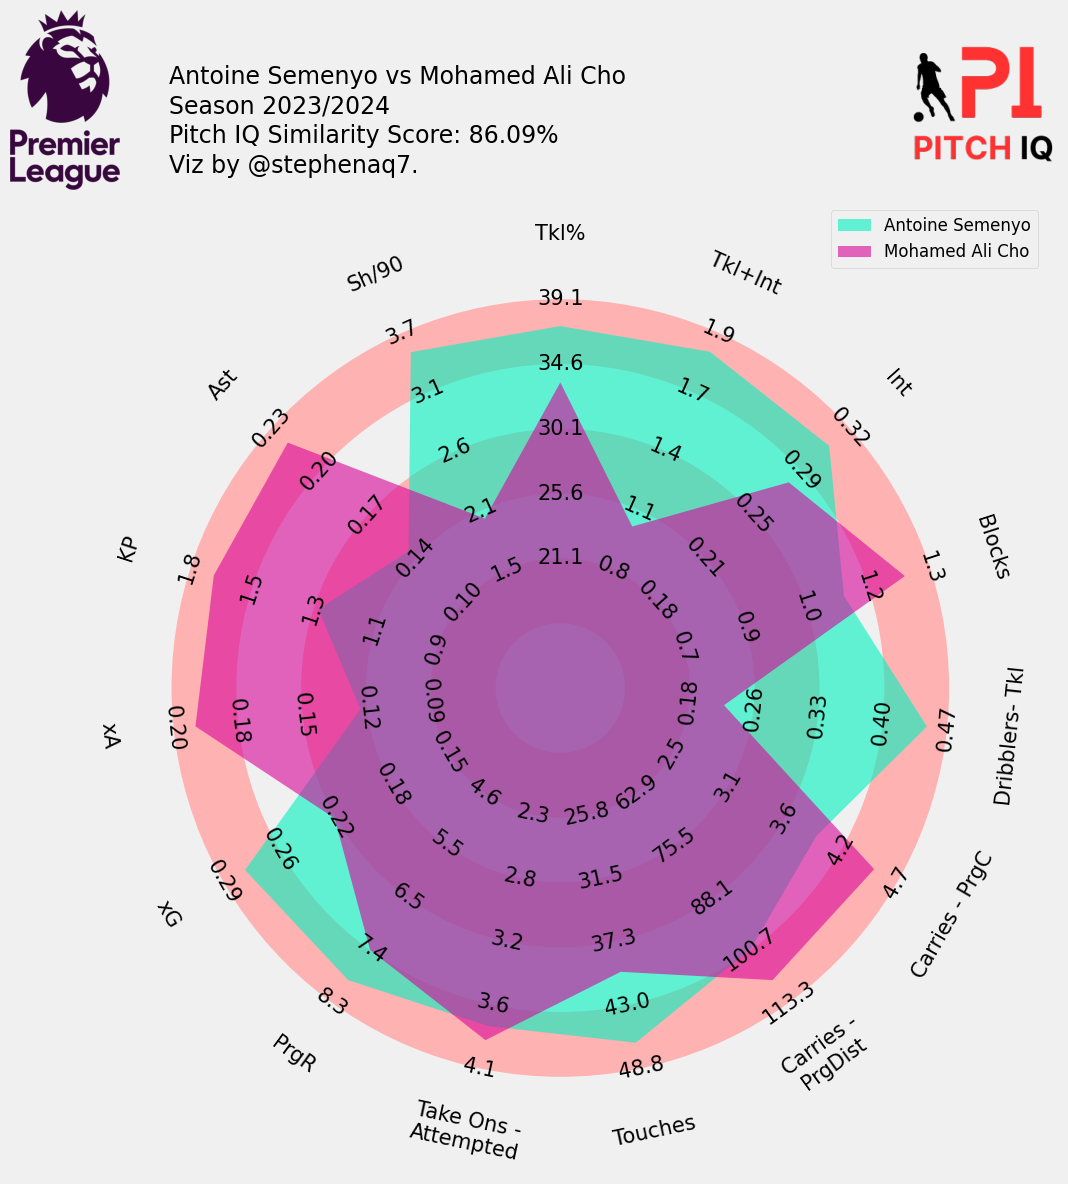 Premier
League
Antoine Semenyo vs Mohamed Ali Cho
Season 2023/2024
Pitch IQ Similarity Score: 86.09%
Viz by @stephenaq7.
PI
PITCH IQ
Antoine Semenyo
Mohamed Ali Cho
Tkl%
39.1
34.6
30.1
25.6
21.1
Tkl+Int
1.9
1.7
1.4
1.1
0.8
Int
0.32
0.29
0.25
0.21
0.18
Blocks
1.3
1.2
1.0
0.9
0.7
Dribblers- Tkl
0.47
0.40
0.33
0.26
0.18
Carries - PrgC
4.7
4.2
3.6
3.1
2.5
Carries -
PrgDist
113.3
100.7
88.1
75.5
62.9
Touches
48.8
43.0
37.3
31.5
25.8
Take Ons -
Attempted
4.1
3.6
3.2
2.8
2.3
PrgR
8.3
7.4
6.5
5.5
4.6
xG
0.29
0.26
0.22
0.18
0.15
xA
0.20
0.18
0.15
0.12
0.09
KP
1.8
1.5
1.3
1.1
0.9
Ast
0.23
0.20
0.17
0.14
0.10
Sh/90
3.7
3.1
2.6
2.1
1.5